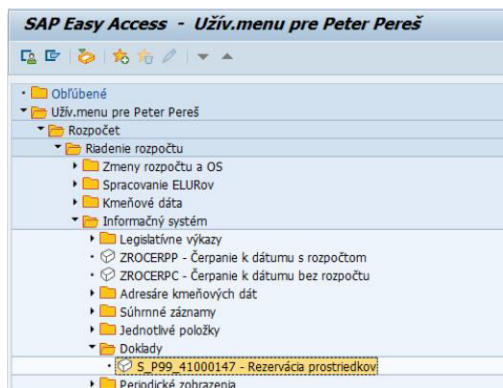 SAP Easy Access - Užív.menu pre Peter Pereš
Obľúbené
Užív.menu pre Peter Pereš
Rozpočet
Riadenie rozpočtu
Zmeny rozpočtu a OS
Spracovanie ELURov
Kmeňové dáta
Informačný systém
Legislatívne výkazy
ZROCERPP - Čerpanie k dátumu s rozpočtom
ZROCERPC - Čerpanie k dátumu bez rozpočtu
Adresáre kmeňových dát
Súhrnné záznamy
Jednotlivé položky
Doklady
S_P99_41000147 - Rezervácia prostriedkov
Periodické zobrazenia